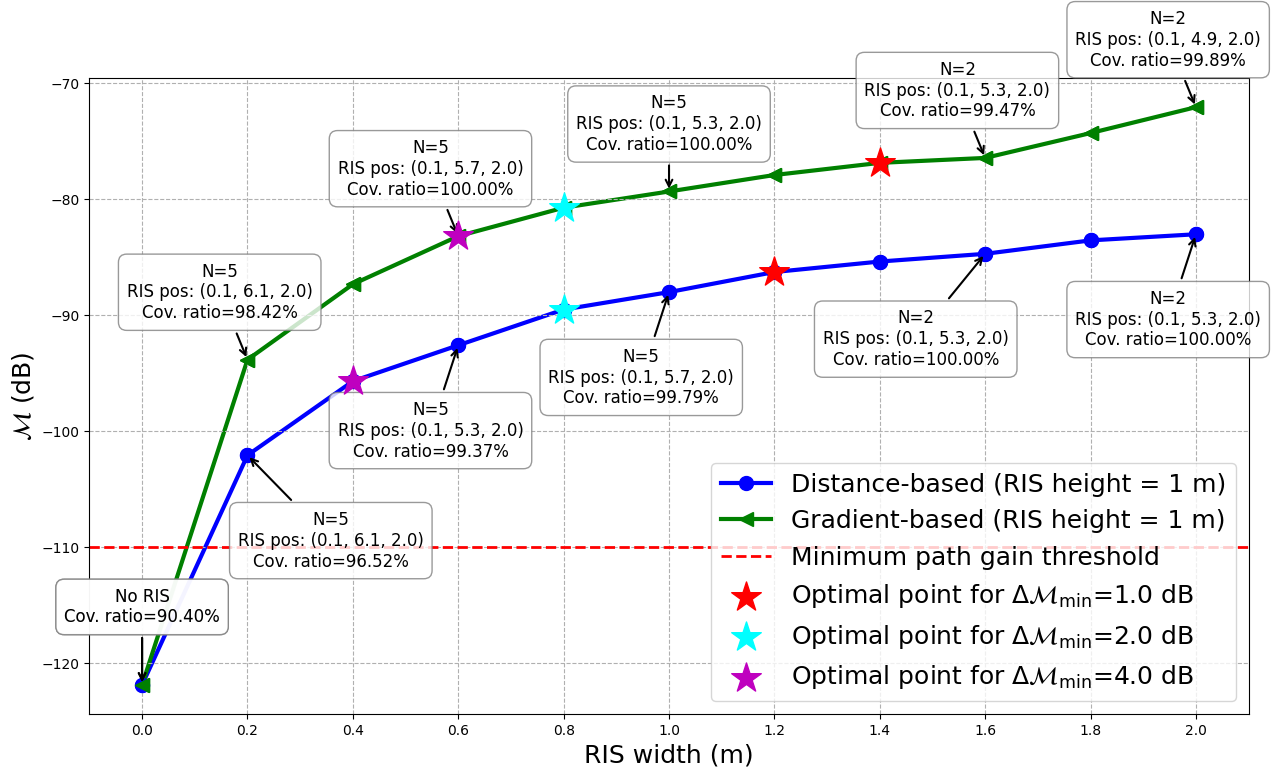 N=2
RIS pos: (0.1, 4.9, 2.0)
Cov. ratio=99.89%
N=2
RIS pos: (0.1, 5.3, 2.0)
Cov. ratio=99.47%
N=5
RIS pos: (0.1, 5.3, 2.0)
Cov. ratio=100.00%
N=5
RIS pos: (0.1, 5.7, 2.0)
Cov. ratio=100.00%
N=5
RIS pos: (0.1, 6.1, 2.0)
Cov. ratio=98.42%
N=2
RIS pos: (0.1, 5.3, 2.0)
Cov. ratio=100.00%
N=2
RIS pos: (0.1, 5.3, 2.0)
Cov. ratio=100.00%
N=5
RIS pos: (0.1, 5.7, 2.0)
Cov. ratio=99.79%
N=5
RIS pos: (0.1, 5.3, 2.0)
Cov. ratio=99.37%
N=5
RIS pos: (0.1, 6.1, 2.0)
Cov. ratio=96.52%
No RIS
Cov. ratio=90.40%
−70
−80
−90
−100
−110
−120
ℳ (dB)
Distance-based (RIS height = 1 m)
Gradient-based (RIS height = 1 m)
Minimum path gain threshold
Optimal point for Δℳmin=1.0 dB
Optimal point for Δℳmin=2.0 dB
Optimal point for Δℳmin=4.0 dB
0.0 0.2 0.4 0.6 0.8 1.0 1.2 1.4 1.6 1.8 2.0
RIS width (m)